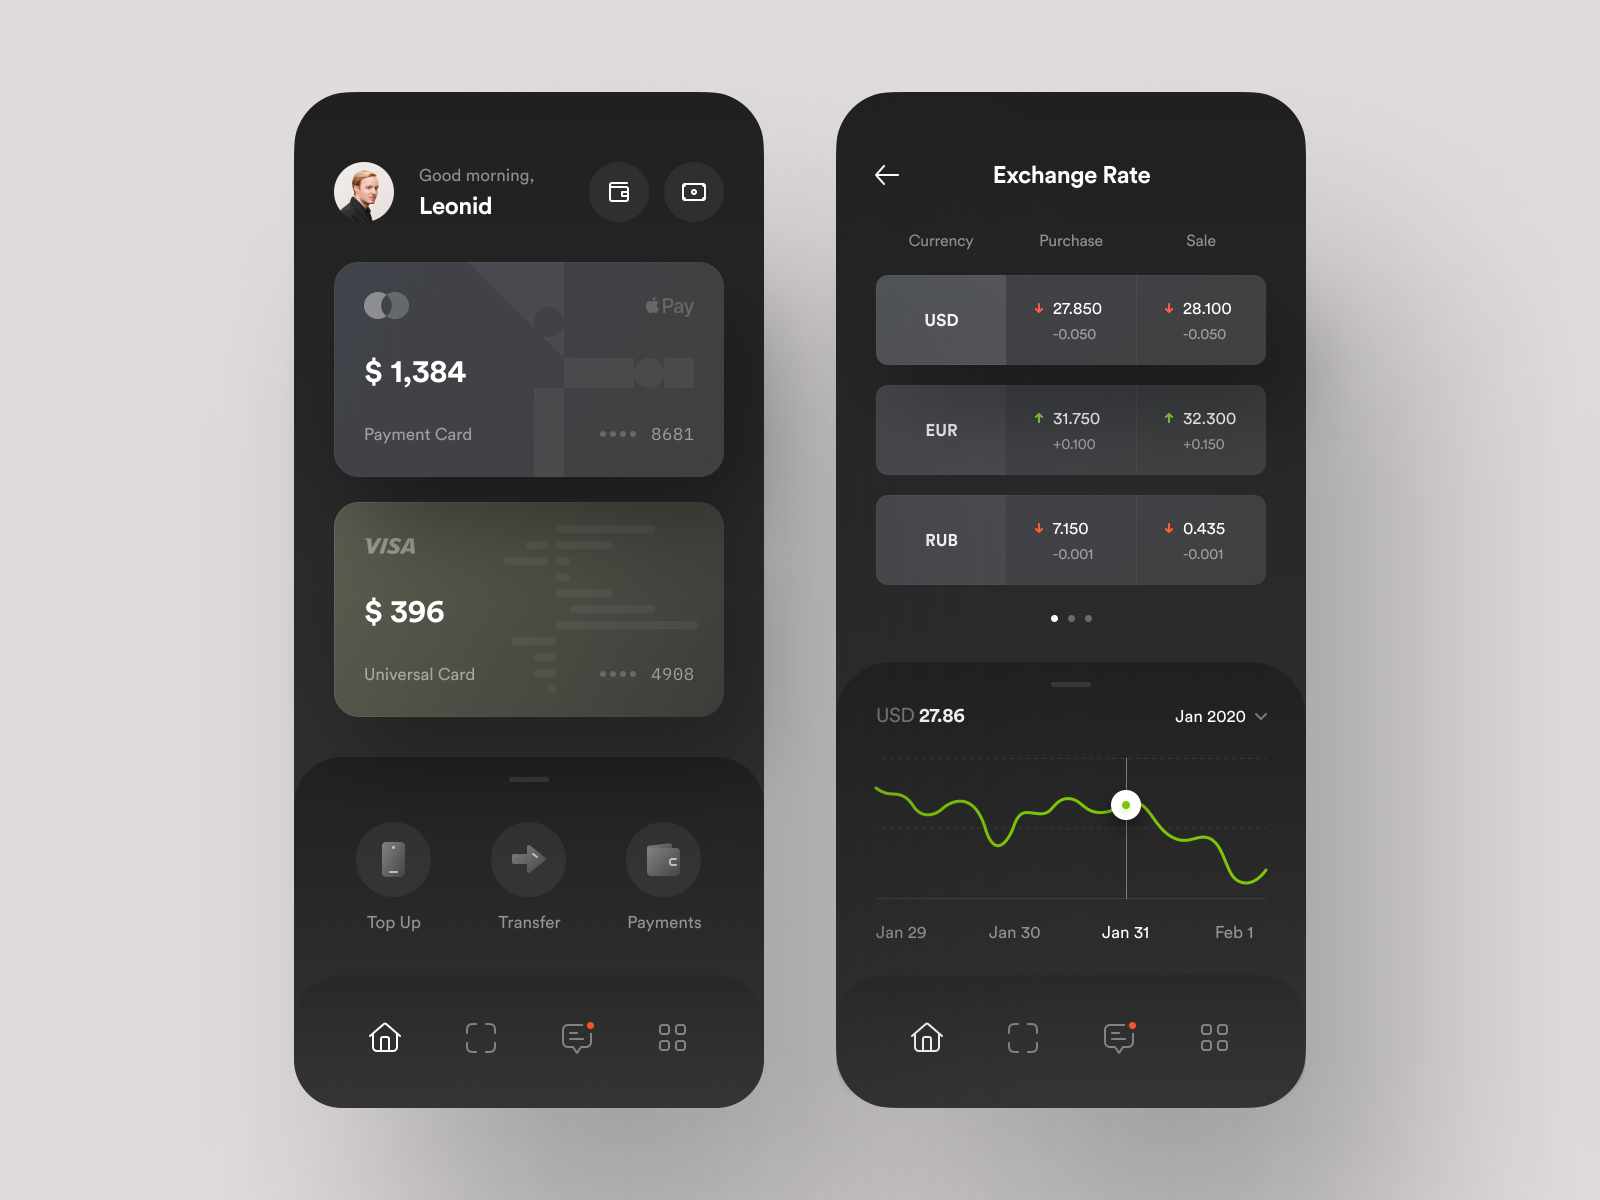 Good morning,
Leonid
Pay
$ 1,384
Payment Card
•••• 8681
VISA
$ 396
Universal Card
•••• 4908
Top Up
Transfer
Payments
Exchange Rate
Currency Purchase Sale
USD
27.850
-0.050
28.100
-0.050
EUR
31.750
+0.100
32.300
+0.150
RUB
7.150
-0.001
0.435
-0.001
USD 27.86
Jan 2020
Jan 29 Jan 30 Jan 31 Feb 1